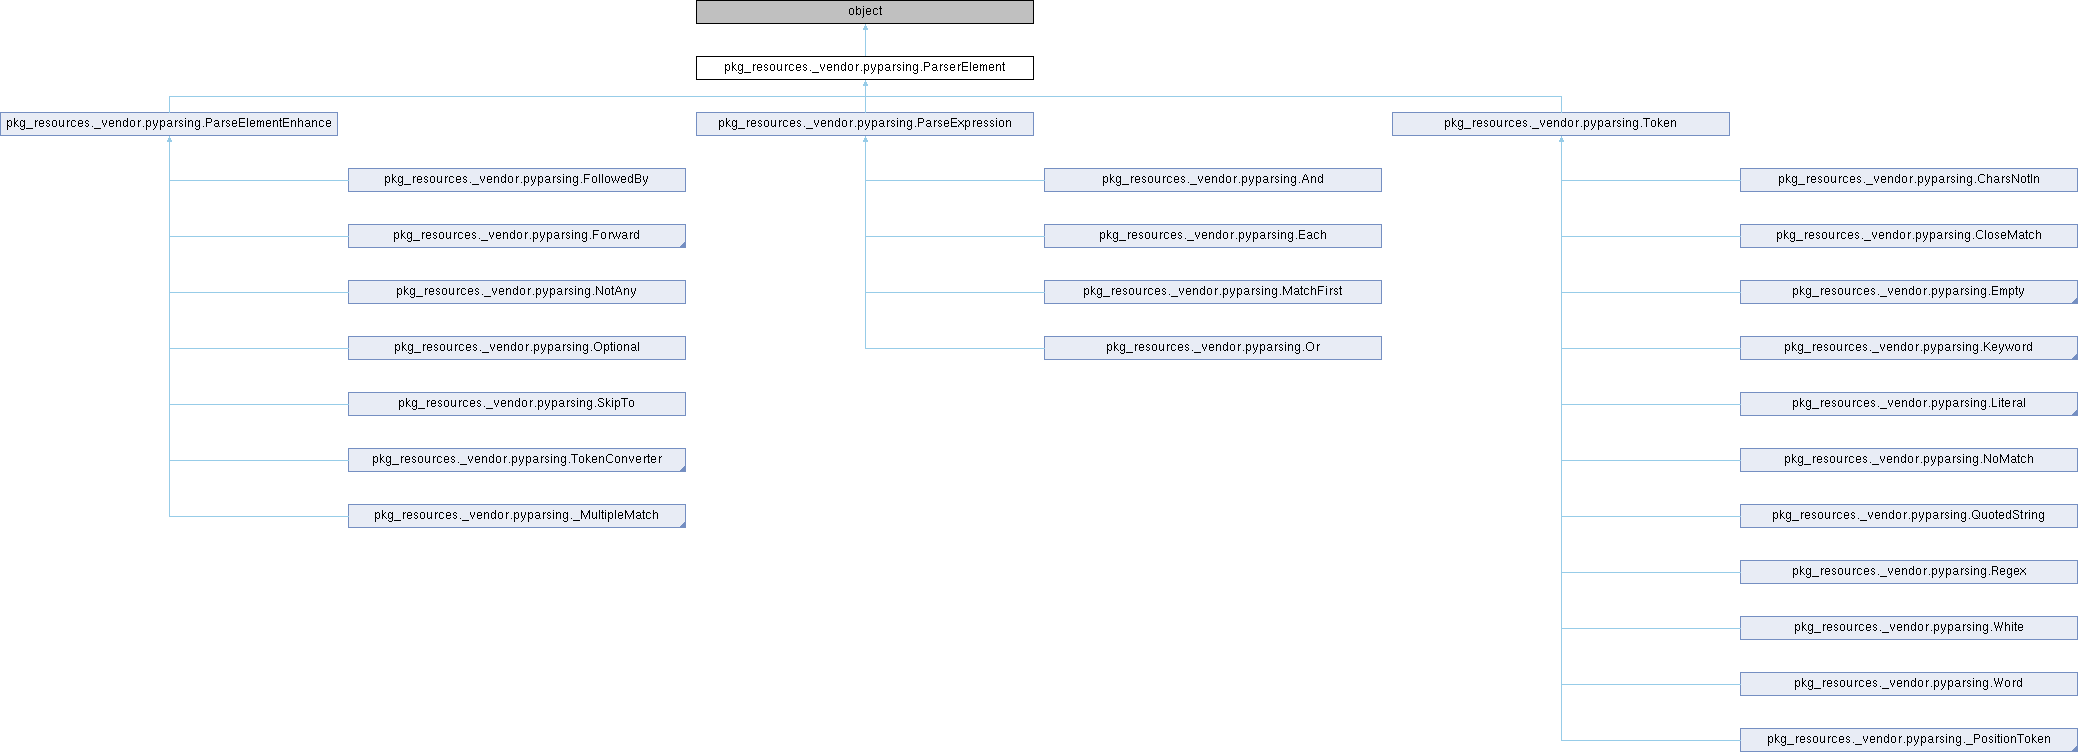 object
pkg_resources._vendor.pyparsing.ParserElement
pkg_resources._vendor.pyparsing.ParseElementEnhance
pkg_resources._vendor.pyparsing.ParseExpression
pkg_resources._vendor.pyparsing.Token
pkg_resources._vendor.pyparsing.FollowedBy
pkg_resources._vendor.pyparsing.And
pkg_resources._vendor.pyparsing.CharsNotIn
pkg_resources._vendor.pyparsing.Forward
pkg_resources._vendor.pyparsing.Each
pkg_resources._vendor.pyparsing.CloseMatch
pkg_resources._vendor.pyparsing.NotAny
pkg_resources._vendor.pyparsing.MatchFirst
pkg_resources._vendor.pyparsing.Empty
pkg_resources._vendor.pyparsing.Optional
pkg_resources._vendor.pyparsing.Or
pkg_resources._vendor.pyparsing.Keyword
pkg_resources._vendor.pyparsing.SkipTo
pkg_resources._vendor.pyparsing.Literal
pkg_resources._vendor.pyparsing.TokenConverter
pkg_resources._vendor.pyparsing.NoMatch
pkg_resources._vendor.pyparsing._MultipleMatch
pkg_resources._vendor.pyparsing.QuotedString
pkg_resources._vendor.pyparsing.Regex
pkg_resources._vendor.pyparsing.White
pkg_resources._vendor.pyparsing.Word
pkg_resources._vendor.pyparsing._PositionToken